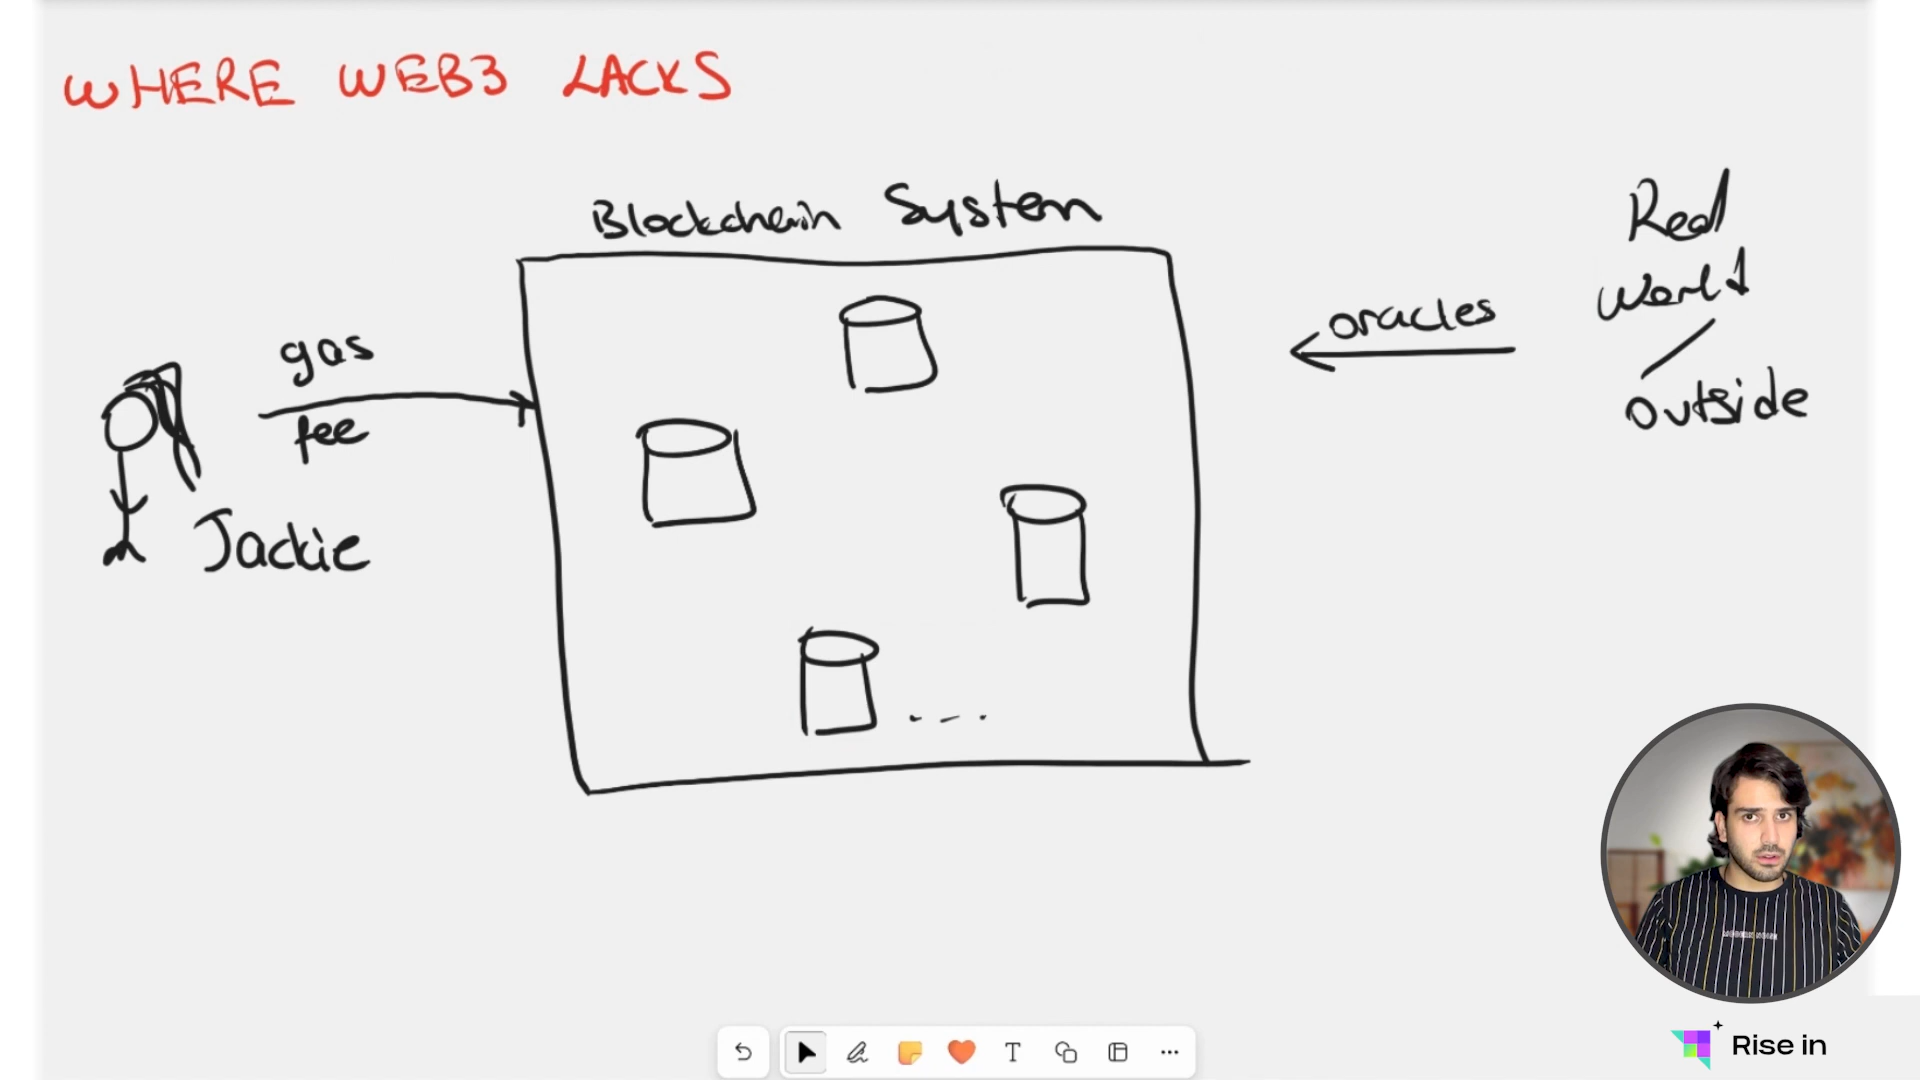 WHERE WEB3 LACKS
Blockchain System
gas
fee
Jackie
oracles
Real
World
/
outside
T
Rise in